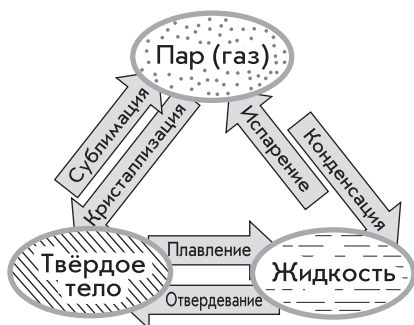 Пар (газ)
Сублимация
Кристаллизация
Испарение
Конденсация
Твёрдое
тело
Плавление
Отвердевание
Жидкость